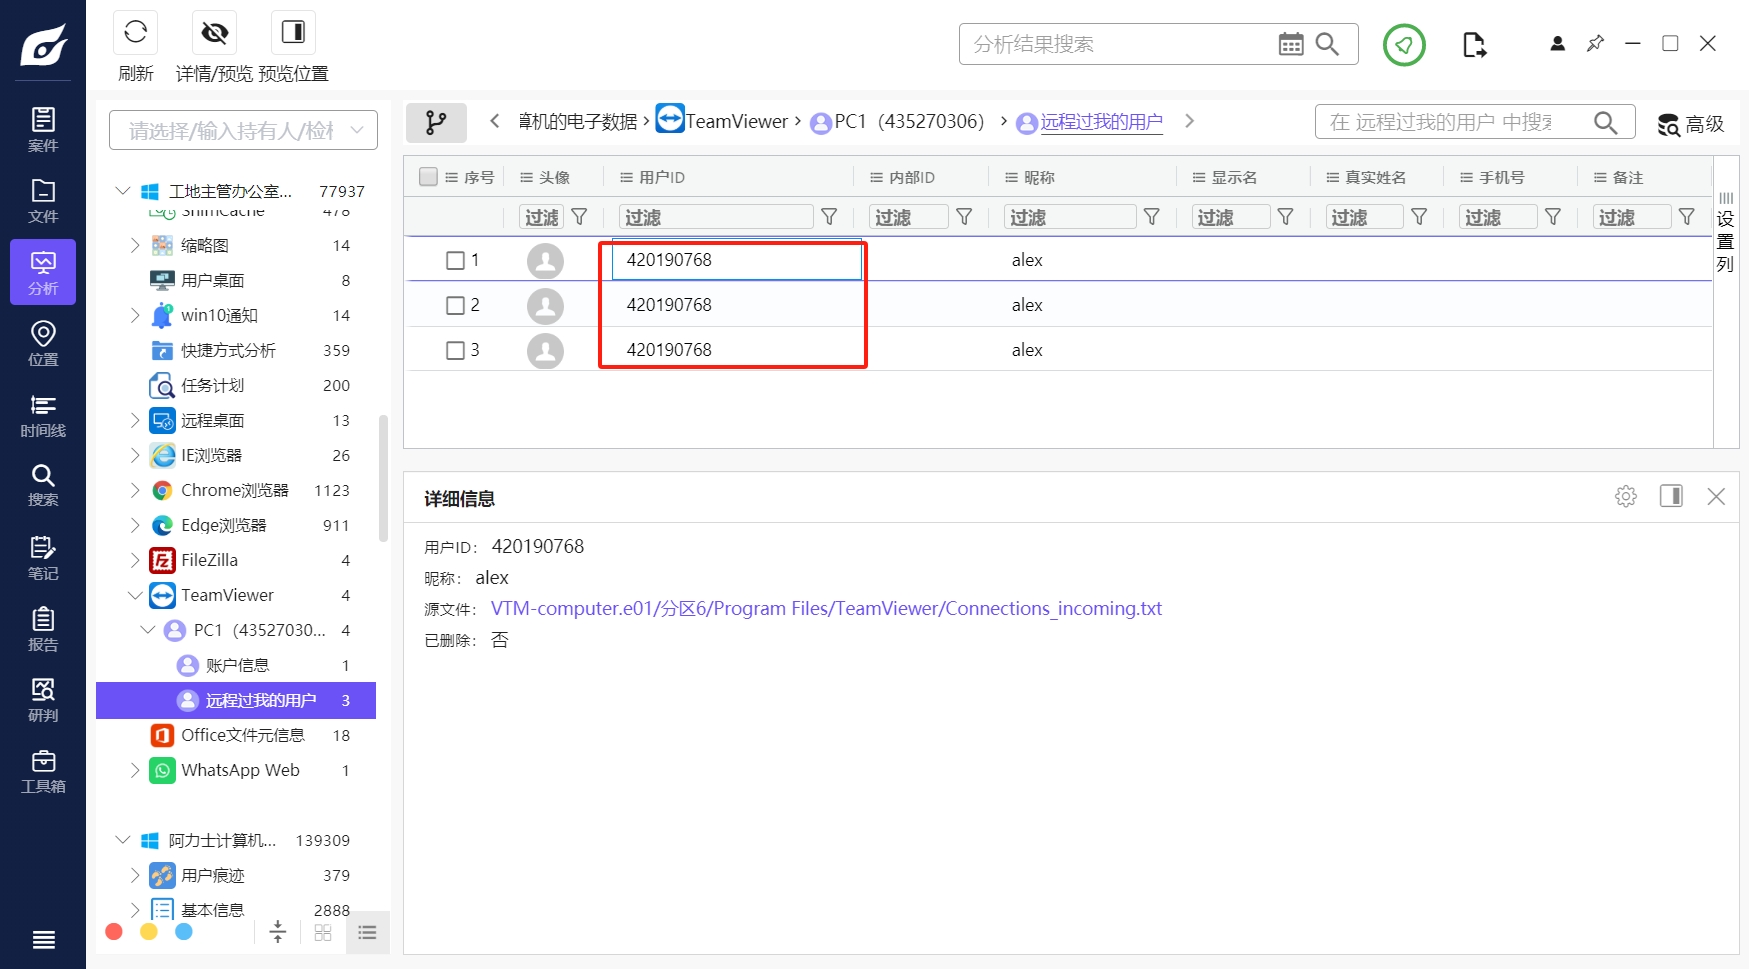 刷新
详情/预览
预览位置
分析结果搜索
案件
文件
分析
位置
时间线
搜索
笔记
报告
研判
工具箱
请选择/输入持有人/检材
工地主管办公室... 77937
ShimCache 478
缩略图 14
用户桌面 8
win10通知 14
快捷方式分析 359
任务计划 200
远程桌面 13
IE浏览器 26
Chrome浏览器 1123
Edge浏览器 911
FileZilla 4
TeamViewer 4
PC1（43527030... 4
账户信息 1
远程过我的用户 3
Office文件元信息 18
WhatsApp Web 1
阿力士计算机... 139309
用户痕迹 379
基本信息 2888
算机的电子数据 › TeamViewer › PC1（435270306） › 远程过我的用户
在 远程过我的用户 中搜索
高级
序号 头像 用户ID 内部ID 昵称 显示名 真实姓名 手机号 备注
过滤 过滤 过滤 过滤 过滤 过滤 过滤 过滤
1 420190768 alex
2 420190768 alex
3 420190768 alex
设置列
详细信息
用户ID： 420190768
昵称： alex
源文件： VTM-computer.e01/分区6/Program Files/TeamViewer/Connections_incoming.txt
已删除： 否